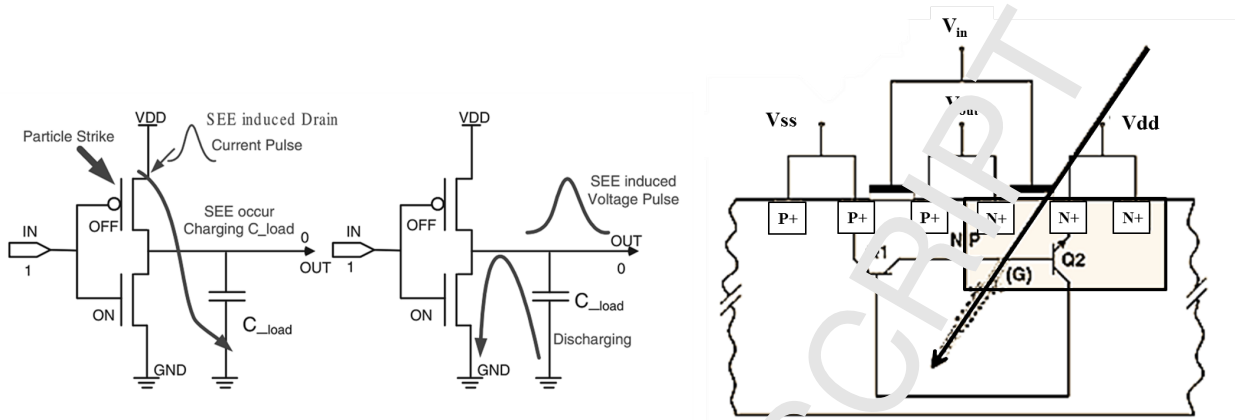 VDD
Particle Strike
SEE induced Drain
Current Pulse
IN
1
OFF
SEE occur
Charging C_load
0
OUT
ON
C_load
GND
VDD
SEE induced
Voltage Pulse
IN
1
OFF
OUT
0
ON
C_load
Discharging
GND
Vin
Vss
Vout
Vdd
P+
P+
P+
N+
N+
N+
N
P
Q2
(G)
CRIPT